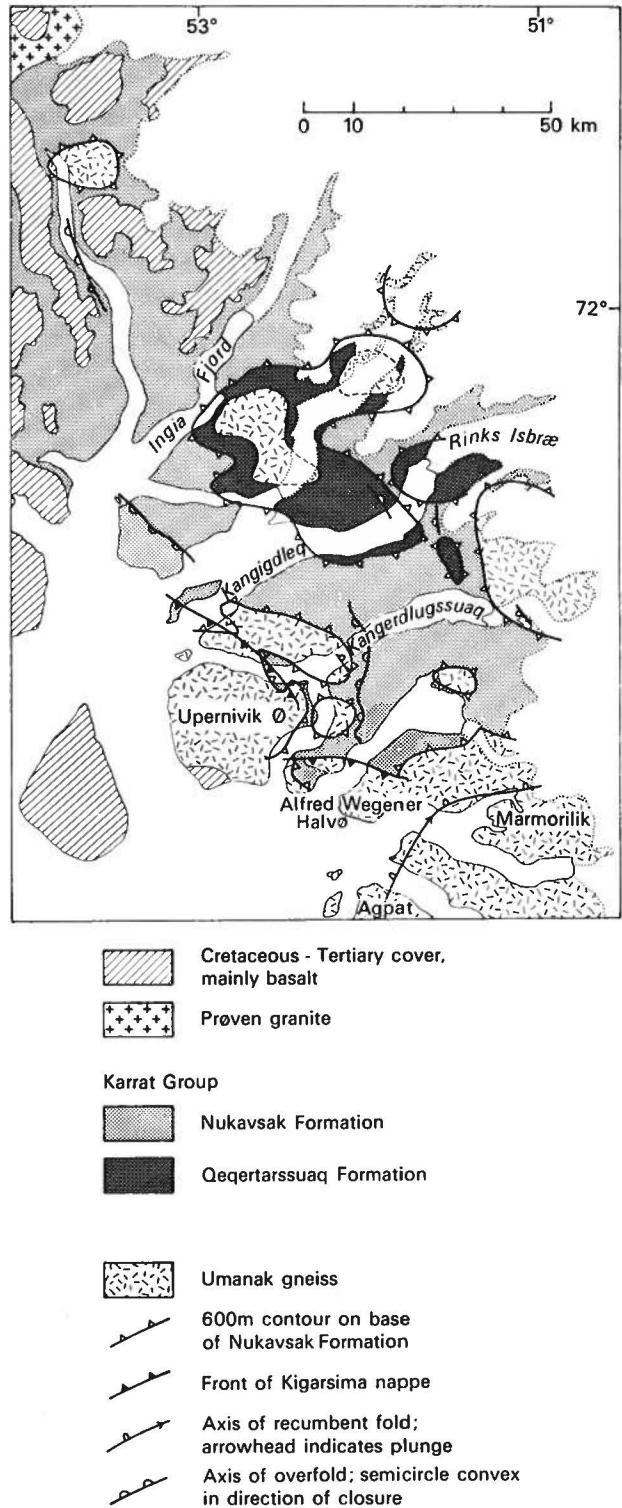 53°
51°
0 10 50 km
72°
Fjord
Ingia
Rinks Isbræ
Kangigdleq
Kangerdlugssuaq
Upernivik Ø
Alfred Wegener
Halvø
Marmorilik
Agpat
Cretaceous - Tertiary cover,
mainly basalt
Prøven granite
Karrat Group
Nukavsak Formation
Qeqertarssuaq Formation
Umanak gneiss
600m contour on base
of Nukavsak Formation
Front of Kigarsima nappe
Axis of recumbent fold;
arrowhead indicates plunge
Axis of overfold; semicircle convex
in direction of closure